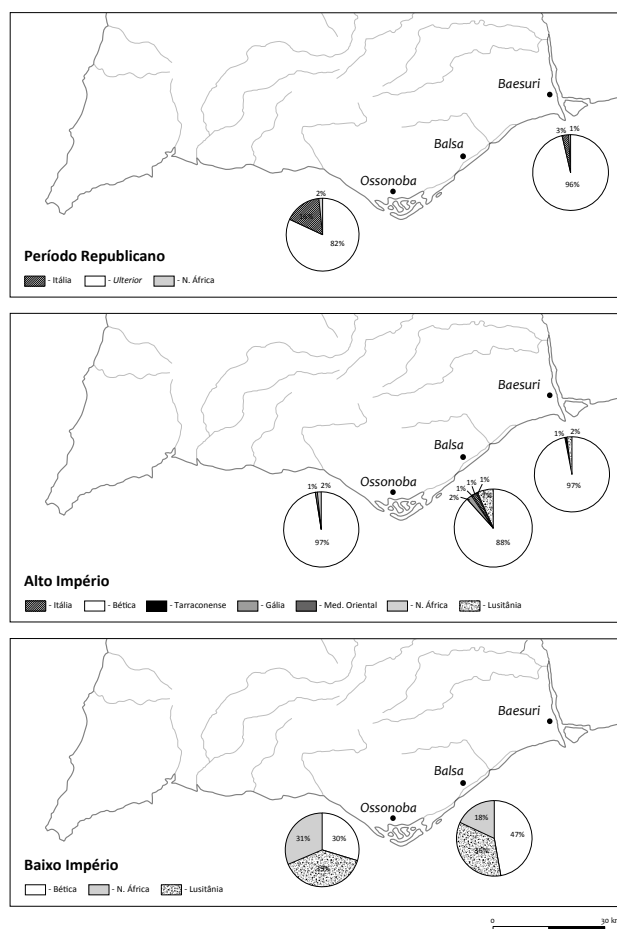 Baesuri
3% 1%
Balsa
96%
Ossonoba
2%
16%
82%
Período Republicano
- Itália - Ulterior - N. África
Baesuri
Balsa
1% 2%
Ossonoba
1% 1%
1%
1% 2%
2%
7%
97%
97%
88%
Alto Império
- Itália - Bética - Tarraconense - Gália - Med. Oriental - N. África - Lusitânia
Baesuri
Balsa
Ossonoba
18%
31% 30%
47%
Baixo Império
- Bética - N. África - Lusitânia
0 30 km